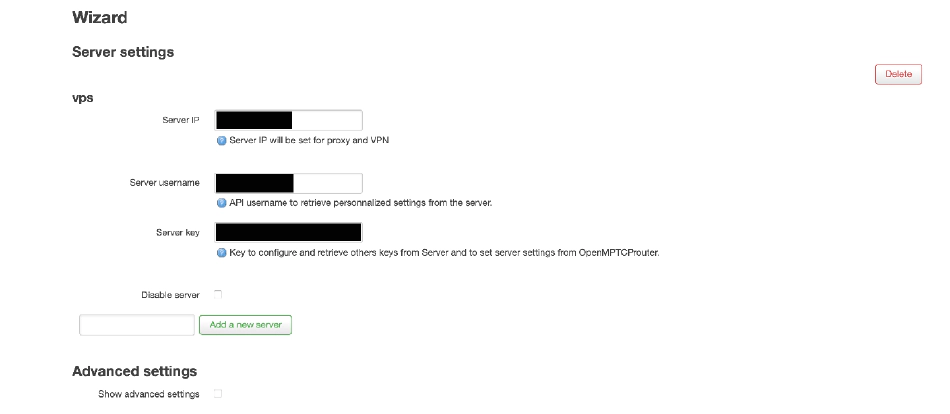 Wizard
Server settings
Delete
vps
Server IP
Server IP will be set for proxy and VPN
Server username
API username to retrieve personnalized settings from the server.
Server key
Key to configure and retrieve others keys from Server and to set server settings from OpenMPTCProuter.
Disable server
Add a new server
Advanced settings
Show advanced settings